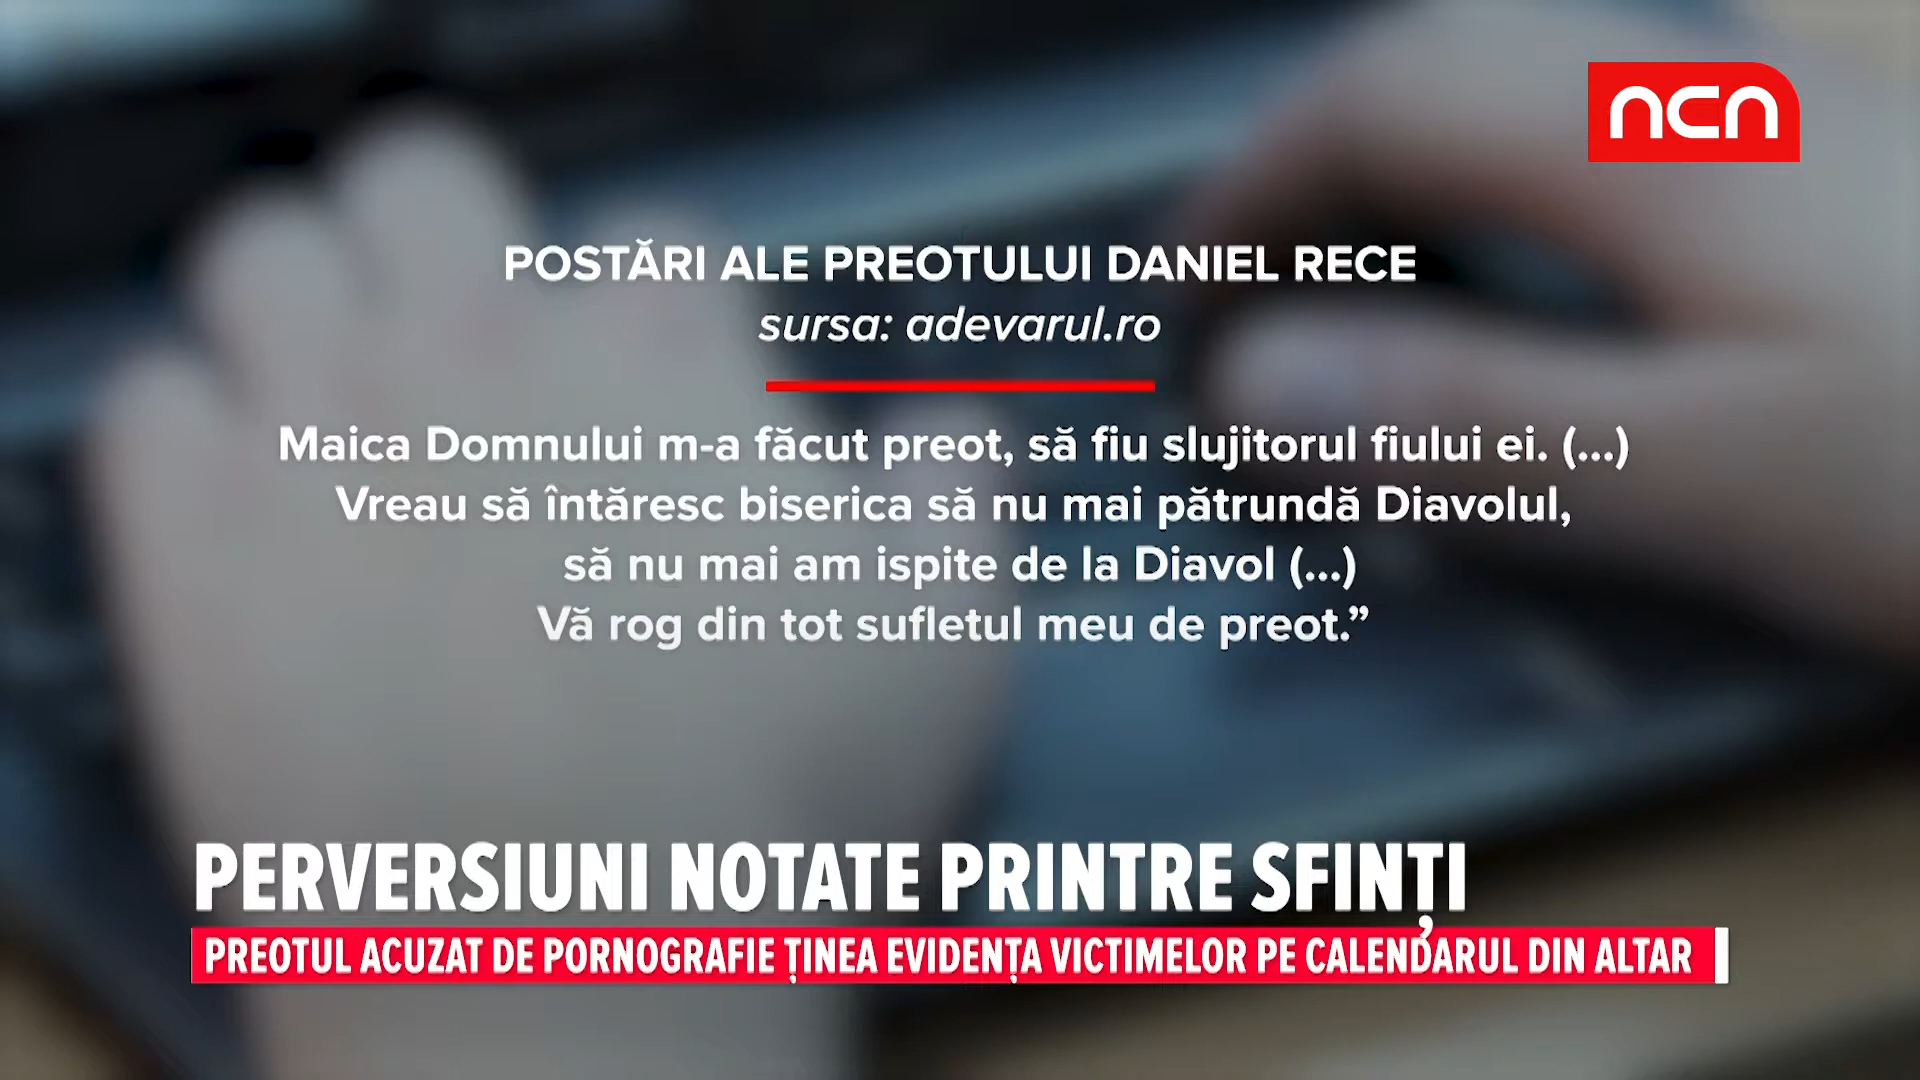 ncn
POSTĂRI ALE PREOTULUI DANIEL RECE
sursa: adevarul.ro
Maica Domnului m-a făcut preot, să fiu slujitorul fiului ei. (...)
Vreau să întăresc biserica să nu mai pătrundă Diavolul,
să nu mai am ispite de la Diavol (...)
Vă rog din tot sufletul meu de preot.”
PERVERSIUNI NOTATE PRINTRE SFINȚI
PREOTUL ACUZAT DE PORNOGRAFIE ȚINEA EVIDENȚA VICTIMELOR PE CALENDARUL DIN ALTAR